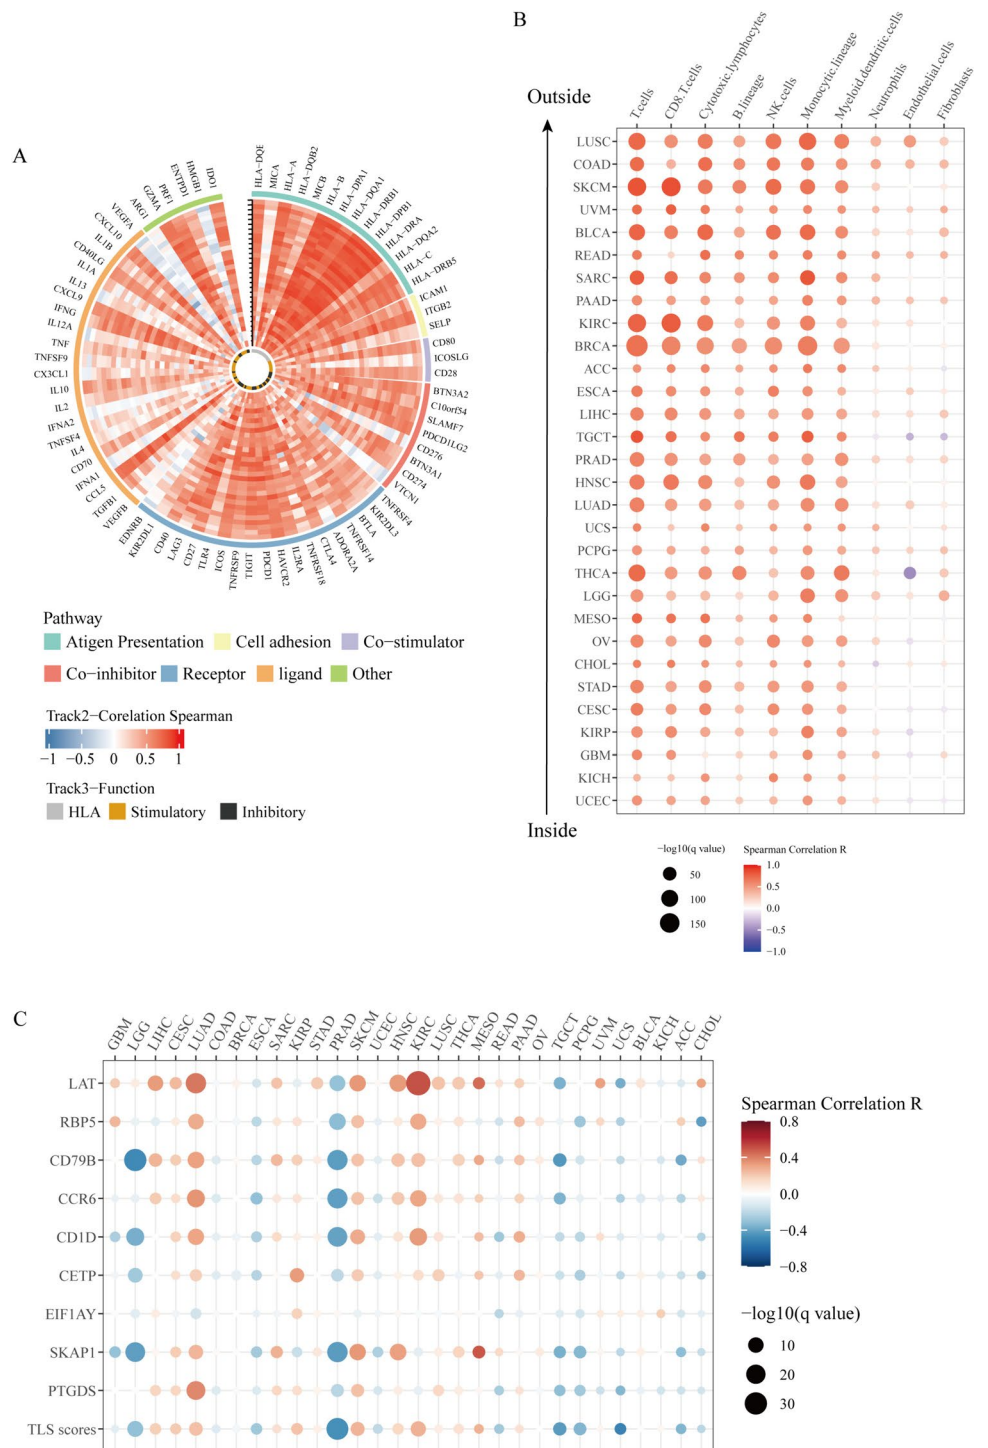 A
HLA−DQE
MICA
HLA−A
HLA−DQB2
MICB
HLA−B
HLA−DPA1
HLA−DQA1
HLA−DRB1
HLA−DPB1
HLA−DRA
HLA−DQA2
HLA−C
HLA−DRB5
ICAM1
ITGB2
SELP
CD80
ICOSLG
CD28
BTN3A2
C10orf54
SLAMF7
PDCD1LG2
CD276
BTN3A1
CD274
VTCN1
TNFRSF4
KIR2DL3
BTLA
TNFRSF14
ADORA2A
CTLA4
TNFRSF18
IL2RA
HAVCR2
PDCD1
TIGIT
TNFRSF9
ICOS
TLR4
CD27
LAG3
CD40
KIR2DL1
EDNRB
VEGFB
TGFB1
CCL5
IFNA1
CD70
IL4
TNFSF4
IFNA2
IL2
IL10
CX3CL1
TNFSF9
TNF
IL12A
IFNG
CXCL9
IL13
IL1A
CD40LG
IL1B
CXCL10
VEGFA
ARG1
GZMA
PRF1
ENTPD1
HMGB1
IDO1
Pathway
Atigen Presentation Cell adhesion Co−stimulator
Co−inhibitor Receptor ligand Other
Track2−Corelation Spearman
−1 −0.5 0 0.5 1
Track3−Function
HLA Stimulatory Inhibitory
B
Outside
Inside
T.cells
CD8.T.cells
Cytotoxic.lymphocytes
B.lineage
NK.cells
Monocytic.lineage
Myeloid.dendritic.cells
Neutrophils
Endothelial.cells
Fibroblasts
LUSC
COAD
SKCM
UVM
BLCA
READ
SARC
PAAD
KIRC
BRCA
ACC
ESCA
LIHC
TGCT
PRAD
HNSC
LUAD
UCS
PCPG
THCA
LGG
MESO
OV
CHOL
STAD
CESC
KIRP
GBM
KICH
UCEC
−log10(q value)
50
100
150
Spearman Correlation R
1.0
0.5
0.0
−0.5
−1.0
C
GBM
LGG
LIHC
CESC
LUAD
COAD
BRCA
ESCA
SARC
KIRP
STAD
PRAD
SKCM
UCEC
HNSC
KIRC
LUSC
THCA
MESO
READ
PAAD
OV
TGCT
PCPG
UVM
UCS
BLCA
KICH
ACC
CHOL
LAT
RBP5
CD79B
CCR6
CD1D
CETP
EIF1AY
SKAP1
PTGDS
TLS scores
Spearman Correlation R
0.8
0.4
0.0
−0.4
−0.8
−log10(q value)
10
20
30